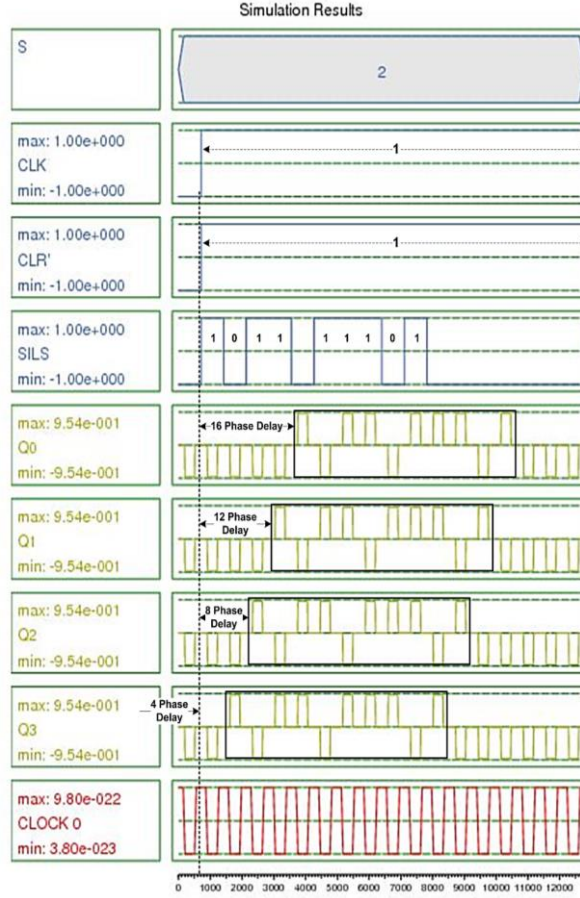 Simulation Results
S
2
max: 1.00e+000
CLK
min: -1.00e+000
1
max: 1.00e+000
CLR'
min: -1.00e+000
1
max: 1.00e+000
SILS
min: -1.00e+000
1 0 1 1 1 1 1 0 1
max: 9.54e-001
Q0
min: -9.54e-001
16 Phase Delay
max: 9.54e-001
Q1
min: -9.54e-001
12 Phase
Delay
max: 9.54e-001
Q2
min: -9.54e-001
8 Phase
Delay
max: 9.54e-001
Q3
min: -9.54e-001
4 Phase
Delay
max: 9.80e-022
CLOCK 0
min: 3.80e-023
0 1000 2000 3000 4000 5000 6000 7000 8000 9000 10000 11000 12000